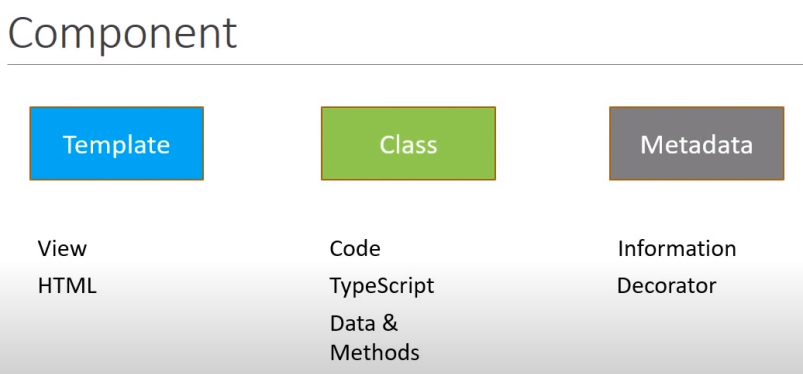 Component
Template
Class
Metadata
View
HTML
Code
TypeScript
Data &
Methods
Information
Decorator